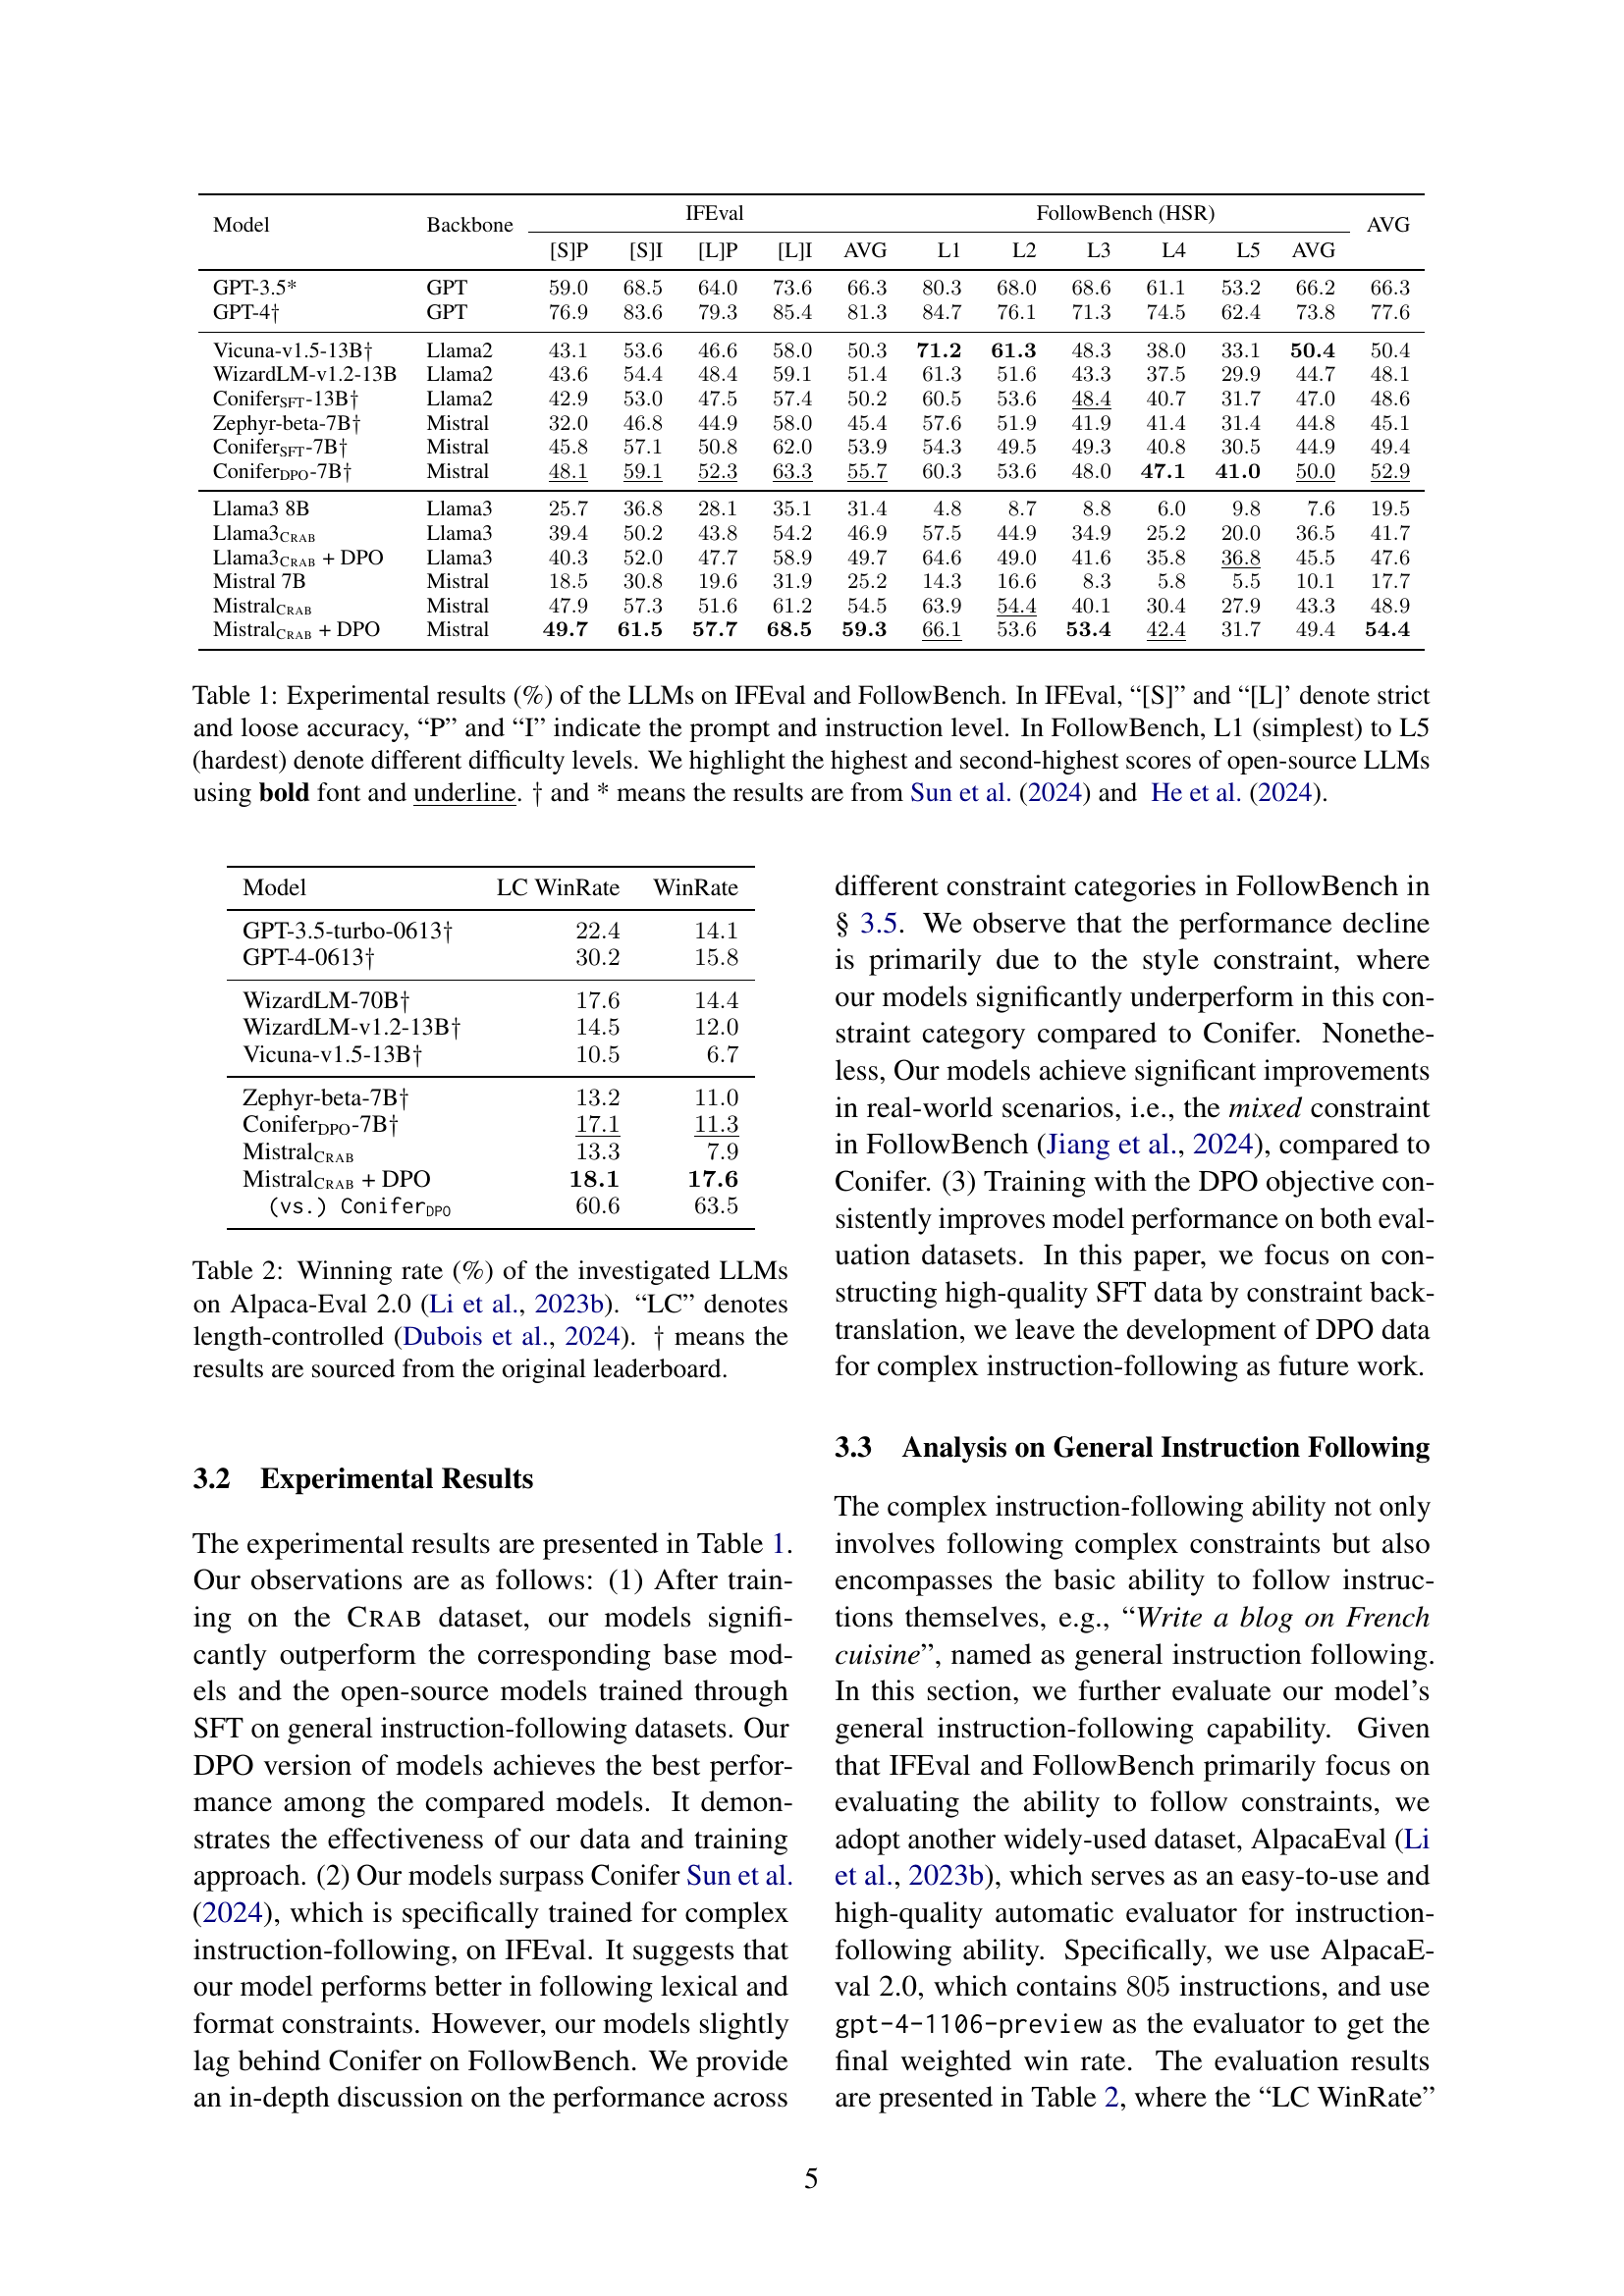 Model Backbone IFEval FollowBench (HSR) AVG
[S]P [S]I [L]P [L]I AVG L1 L2 L3 L4 L5 AVG
GPT-3.5* GPT 59.0 68.5 64.0 73.6 66.3 80.3 68.0 68.6 61.1 53.2 66.2 66.3
GPT-4† GPT 76.9 83.6 79.3 85.4 81.3 84.7 76.1 71.3 74.5 62.4 73.8 77.6
Vicuna-v1.5-13B† Llama2 43.1 53.6 46.6 58.0 50.3 71.2 61.3 48.3 38.0 33.1 50.4 50.4
WizardLM-v1.2-13B Llama2 43.6 54.4 48.4 59.1 51.4 61.3 51.6 43.3 37.5 29.9 44.7 48.1
ConiferSFT-13B† Llama2 42.9 53.0 47.5 57.4 50.2 60.5 53.6 48.4 40.7 31.7 47.0 48.6
Zephyr-beta-7B† Mistral 32.0 46.8 44.9 58.0 45.4 57.6 51.9 41.9 41.4 31.4 44.8 45.1
ConiferSFT-7B† Mistral 45.8 57.1 50.8 62.0 53.9 54.3 49.5 49.3 40.8 30.5 44.9 49.4
ConiferDPO-7B† Mistral 48.1 59.1 52.3 63.3 55.7 60.3 53.6 48.0 47.1 41.0 50.0 52.9
Llama3 8B Llama3 25.7 36.8 28.1 35.1 31.4 4.8 8.7 8.8 6.0 9.8 7.6 19.5
Llama3CRAB Llama3 39.4 50.2 43.8 54.2 46.9 57.5 44.9 34.9 25.2 20.0 36.5 41.7
Llama3CRAB + DPO Llama3 40.3 52.0 47.7 58.9 49.7 64.6 49.0 41.6 35.8 36.8 45.5 47.6
Mistral 7B Mistral 18.5 30.8 19.6 31.9 25.2 14.3 16.6 8.3 5.8 5.5 10.1 17.7
MistralCRAB Mistral 47.9 57.3 51.6 61.2 54.5 63.9 54.4 40.1 30.4 27.9 43.3 48.9
MistralCRAB + DPO Mistral 49.7 61.5 57.7 68.5 59.3 66.1 53.6 53.4 42.4 31.7 49.4 54.4
Table 1: Experimental results (%) of the LLMs on IFEval and FollowBench. In IFEval, “[S]” and “[L]’ denote strict
and loose accuracy, “P” and “I” indicate the prompt and instruction level. In FollowBench, L1 (simplest) to L5
(hardest) denote different difficulty levels. We highlight the highest and second-highest scores of open-source LLMs
using bold font and underline. † and * means the results are from Sun et al. (2024) and He et al. (2024).
Model LC WinRate WinRate
GPT-3.5-turbo-0613† 22.4 14.1
GPT-4-0613† 30.2 15.8
WizardLM-70B† 17.6 14.4
WizardLM-v1.2-13B† 14.5 12.0
Vicuna-v1.5-13B† 10.5 6.7
Zephyr-beta-7B† 13.2 11.0
ConiferDPO-7B† 17.1 11.3
MistralCRAB 13.3 7.9
MistralCRAB + DPO 18.1 17.6
(vs.) ConiferDPO 60.6 63.5
Table 2: Winning rate (%) of the investigated LLMs
on Alpaca-Eval 2.0 (Li et al., 2023b). “LC” denotes
length-controlled (Dubois et al., 2024). † means the
results are sourced from the original leaderboard.
3.2 Experimental Results
The experimental results are presented in Table 1.
Our observations are as follows: (1) After train-
ing on the CRAB dataset, our models signifi-
cantly outperform the corresponding base mod-
els and the open-source models trained through
SFT on general instruction-following datasets. Our
DPO version of models achieves the best perfor-
mance among the compared models. It demon-
strates the effectiveness of our data and training
approach. (2) Our models surpass Conifer Sun et al.
(2024), which is specifically trained for complex
instruction-following, on IFEval. It suggests that
our model performs better in following lexical and
format constraints. However, our models slightly
lag behind Conifer on FollowBench. We provide
an in-depth discussion on the performance across
different constraint categories in FollowBench in
§ 3.5. We observe that the performance decline
is primarily due to the style constraint, where
our models significantly underperform in this con-
straint category compared to Conifer. Nonethe-
less, Our models achieve significant improvements
in real-world scenarios, i.e., the mixed constraint
in FollowBench (Jiang et al., 2024), compared to
Conifer. (3) Training with the DPO objective con-
sistently improves model performance on both eval-
uation datasets. In this paper, we focus on con-
structing high-quality SFT data by constraint back-
translation, we leave the development of DPO data
for complex instruction-following as future work.
3.3 Analysis on General Instruction Following
The complex instruction-following ability not only
involves following complex constraints but also
encompasses the basic ability to follow instruc-
tions themselves, e.g., “Write a blog on French
cuisine”, named as general instruction following.
In this section, we further evaluate our model’s
general instruction-following capability. Given
that IFEval and FollowBench primarily focus on
evaluating the ability to follow constraints, we
adopt another widely-used dataset, AlpacaEval (Li
et al., 2023b), which serves as an easy-to-use and
high-quality automatic evaluator for instruction-
following ability. Specifically, we use AlpacaE-
val 2.0, which contains 805 instructions, and use
gpt-4-1106-preview as the evaluator to get the
final weighted win rate. The evaluation results
are presented in Table 2, where the “LC WinRate”
5